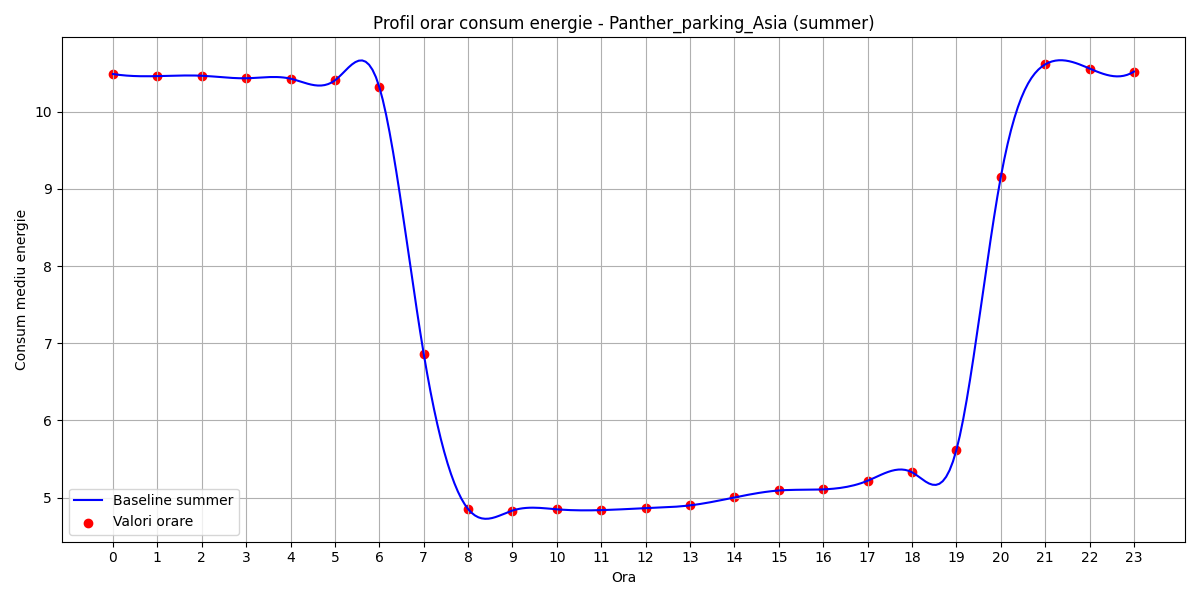 Profil orar consum energie - Panther_parking_Asia (summer)
Consum mediu energie
10
9
8
7
6
5
Baseline summer
Valori orare
0 1 2 3 4 5 6 7 8 9 10 11 12 13 14 15 16 17 18 19 20 21 22 23
Ora